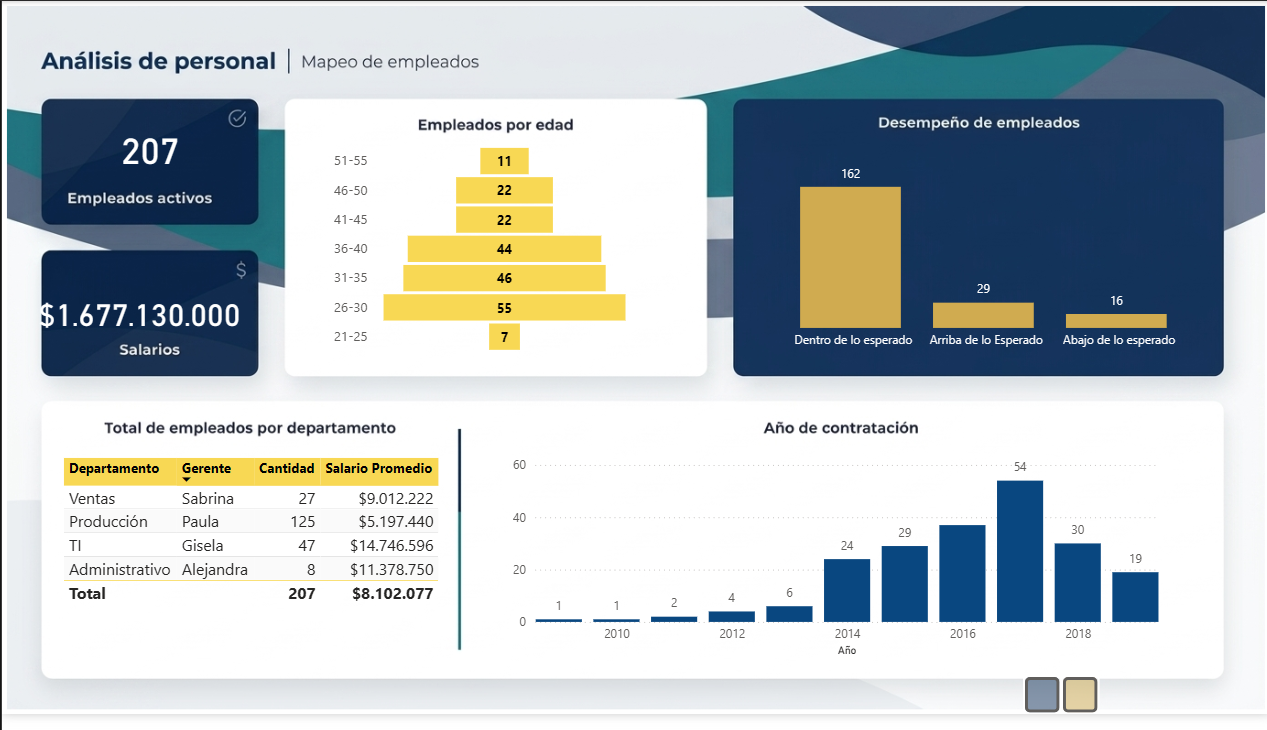 Análisis de personal | Mapeo de empleados
207
Empleados activos
$
$1.677.130.000
Salarios
Empleados por edad
51-55 11
46-50 22
41-45 22
36-40 44
31-35 46
26-30 55
21-25 7
Desempeño de empleados
162
29
16
Dentro de lo esperado Arriba de lo Esperado Abajo de lo esperado
Total de empleados por departamento
Departamento Gerente Cantidad Salario Promedio
Ventas Sabrina 27 $9.012.222
Producción Paula 125 $5.197.440
TI Gisela 47 $14.746.596
Administrativo Alejandra 8 $11.378.750
Total 207 $8.102.077
Año de contratación
60
40
20
0
1 1 2 4 6 24 29 54 30 19
2010 2012 2014 2016 2018
Año